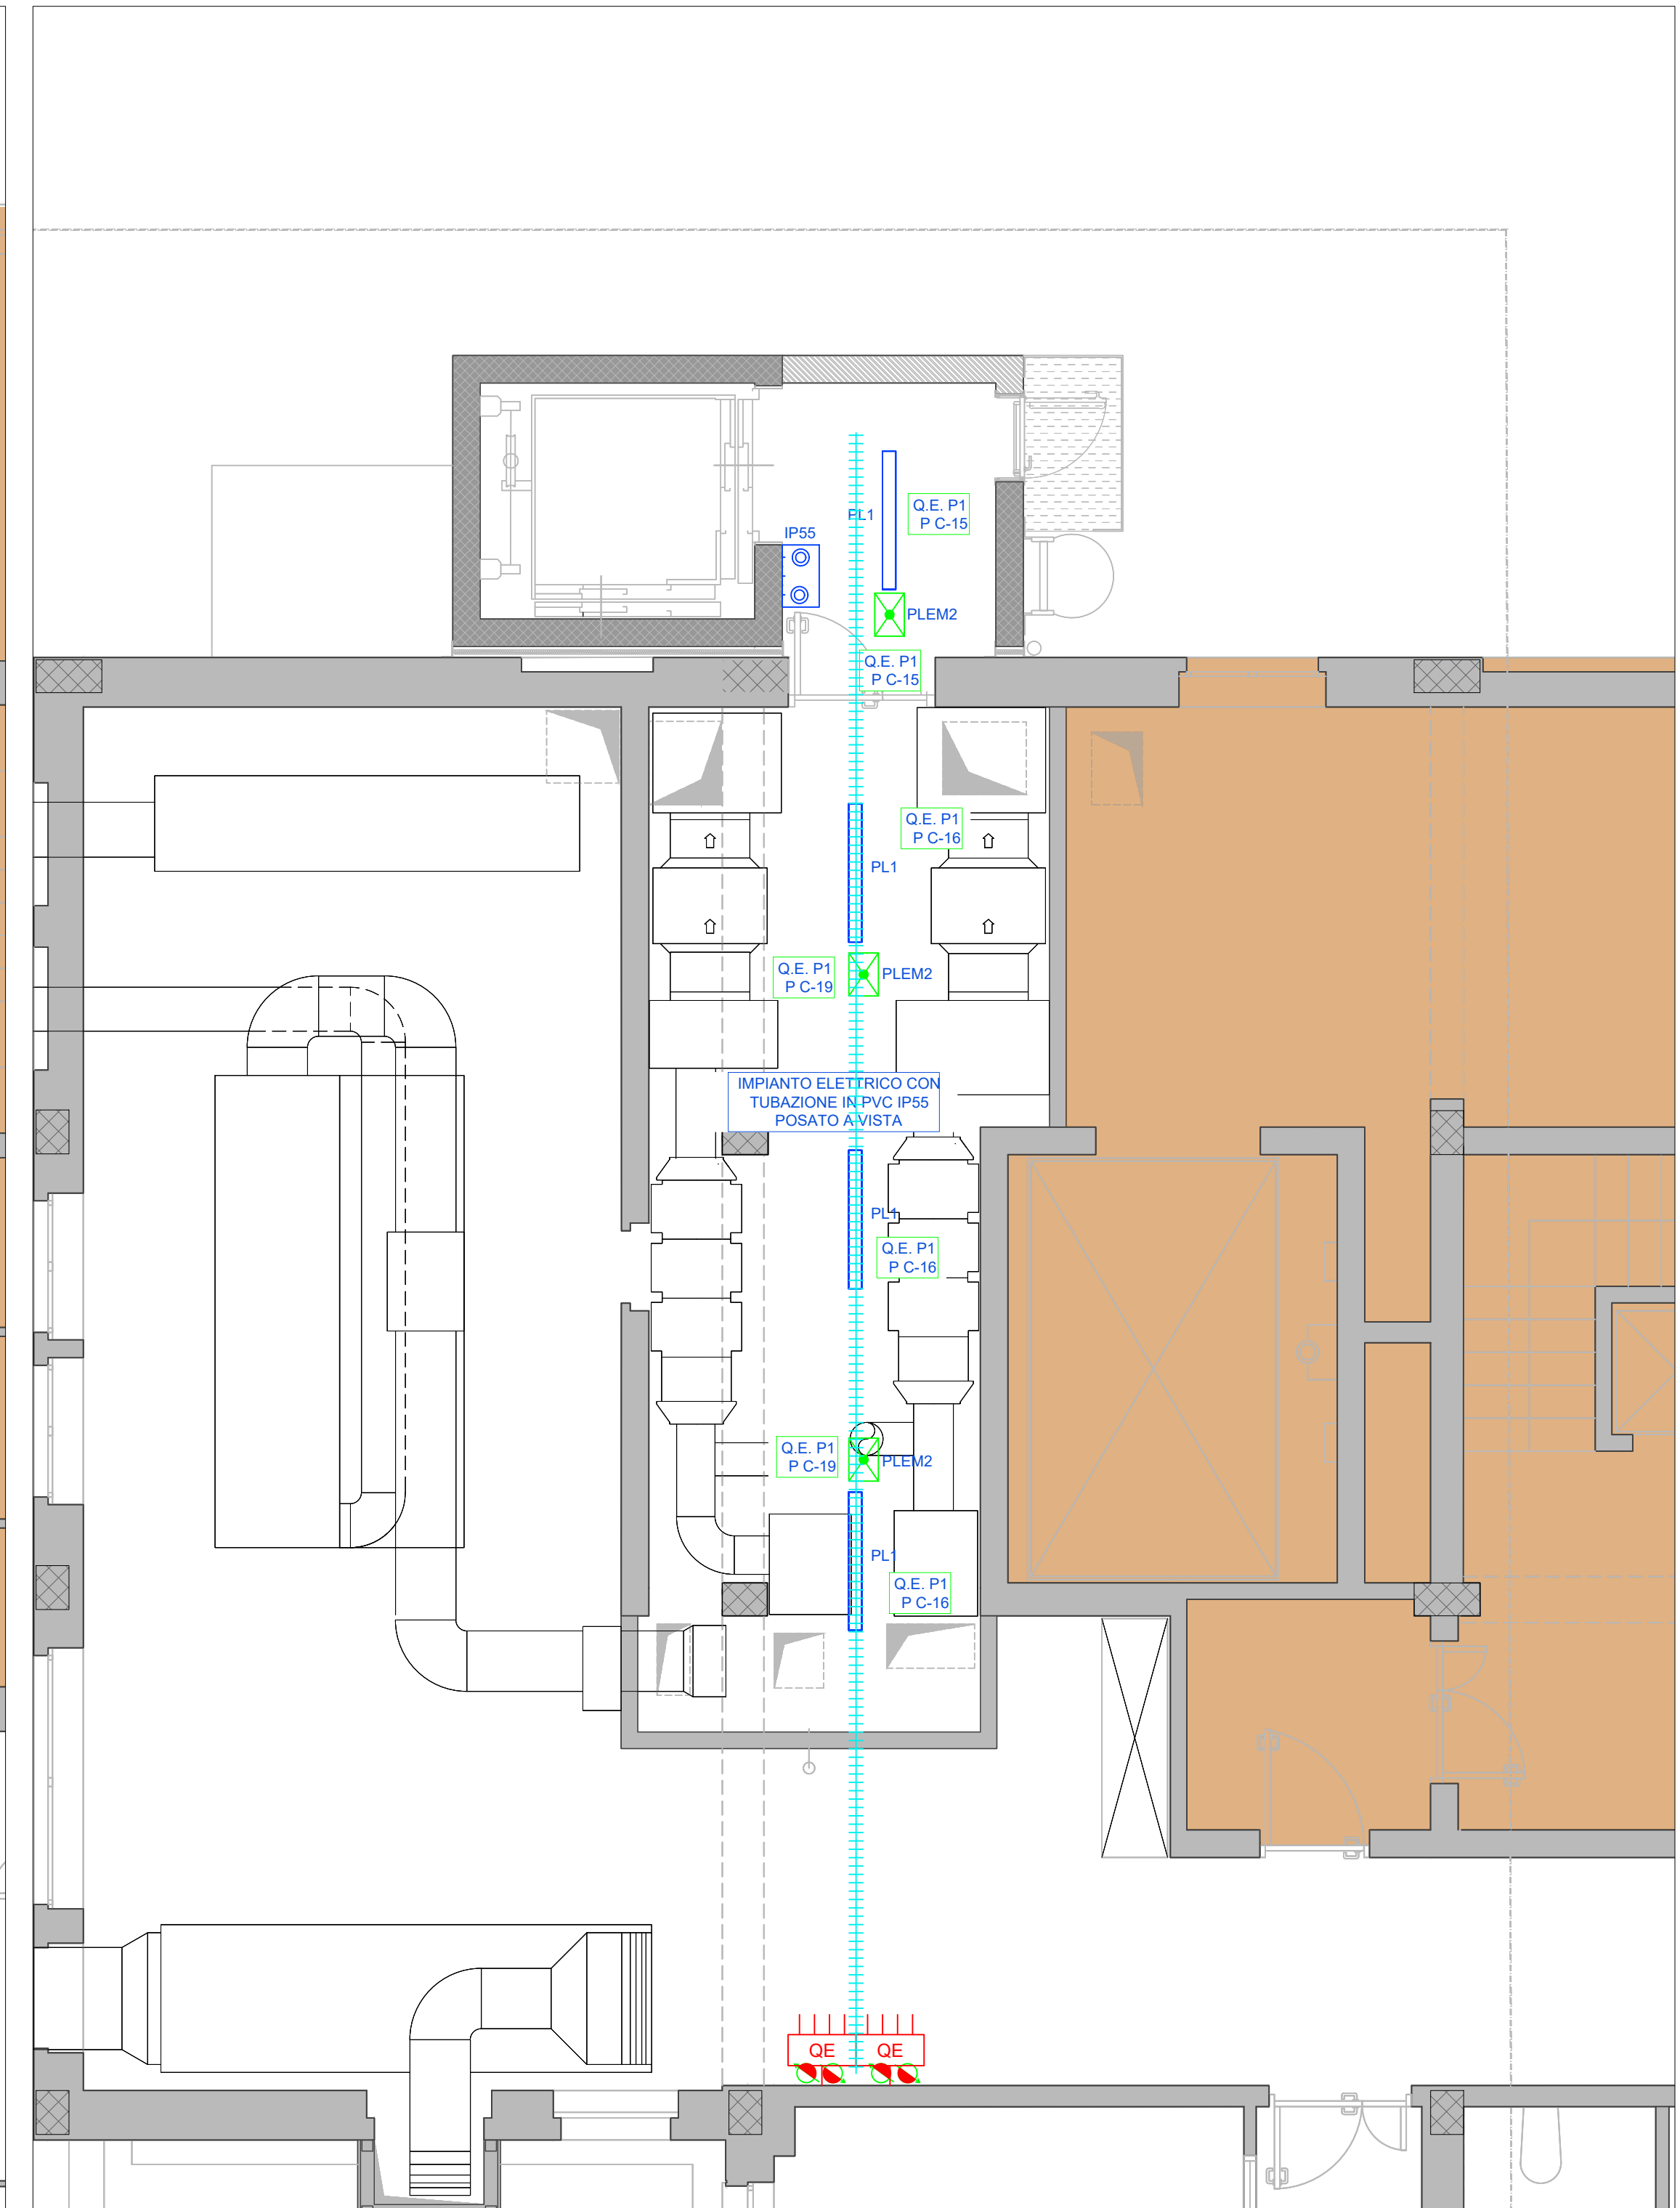 Q.E. P1
P C-15
PL1
IP55
PLEM2
Q.E. P1
P C-15
Q.E. P1
P C-16
PL1
Q.E. P1
P C-19
PLEM2
IMPIANTO ELETTRICO CON
TUBAZIONE IN PVC IP55
POSATO A VISTA
PL1
Q.E. P1
P C-16
Q.E. P1
P C-19
PLEM2
PL1
Q.E. P1
P C-16
QE
QE